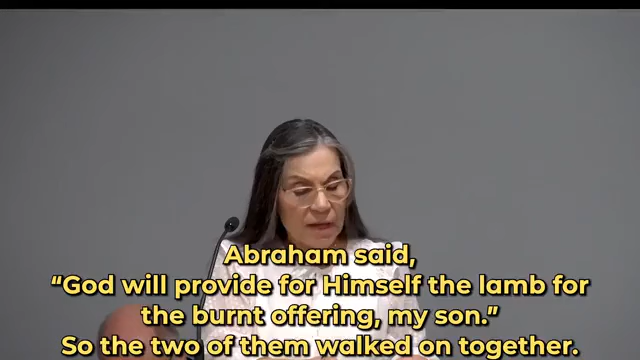 Abraham said,
“God will provide for Himself the lamb for
the burnt offering, my son.”
So the two of them walked on together.